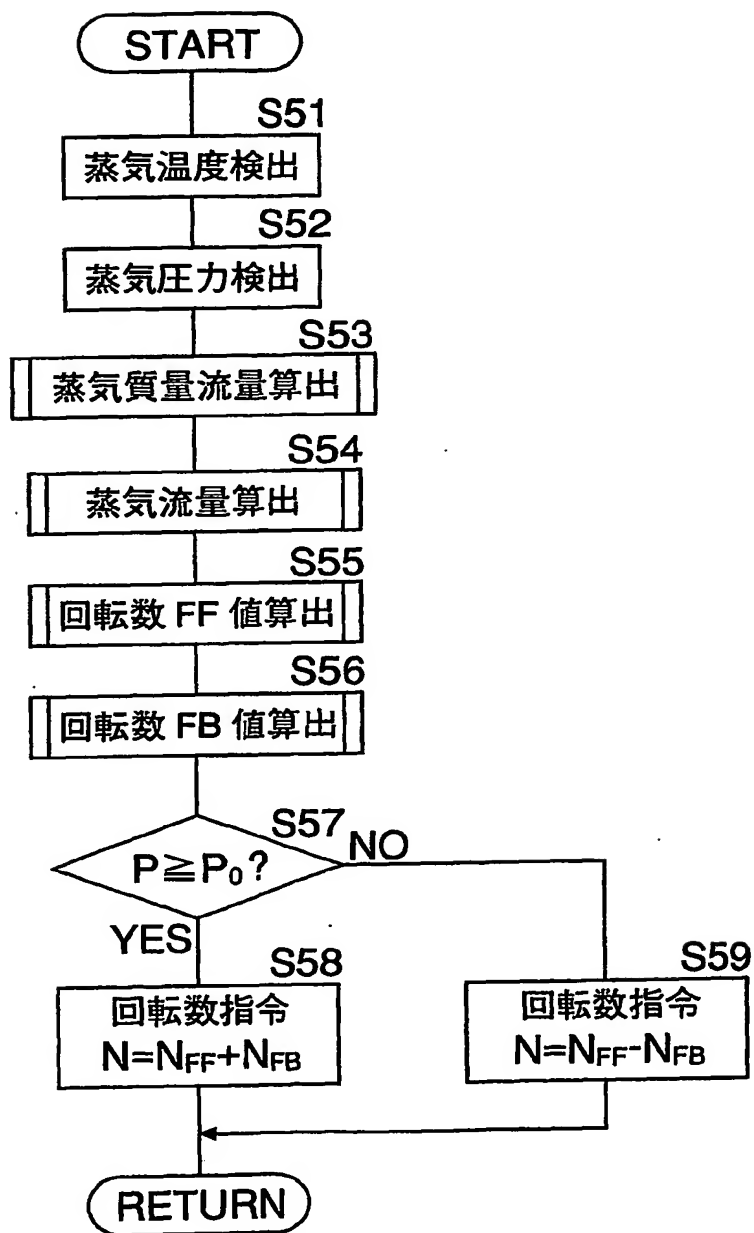 START
S51
蒸気温度検出
S52
蒸気圧力検出
S53
蒸気質量流量算出
S54
蒸気流量算出
S55
回転数 FF 値算出
S56
回転数 FB 値算出
S57
P≧P₀?
NO
YES
S58
回転数指令
N=NFF+NFB
S59
回転数指令
N=NFF-NFB
RETURN